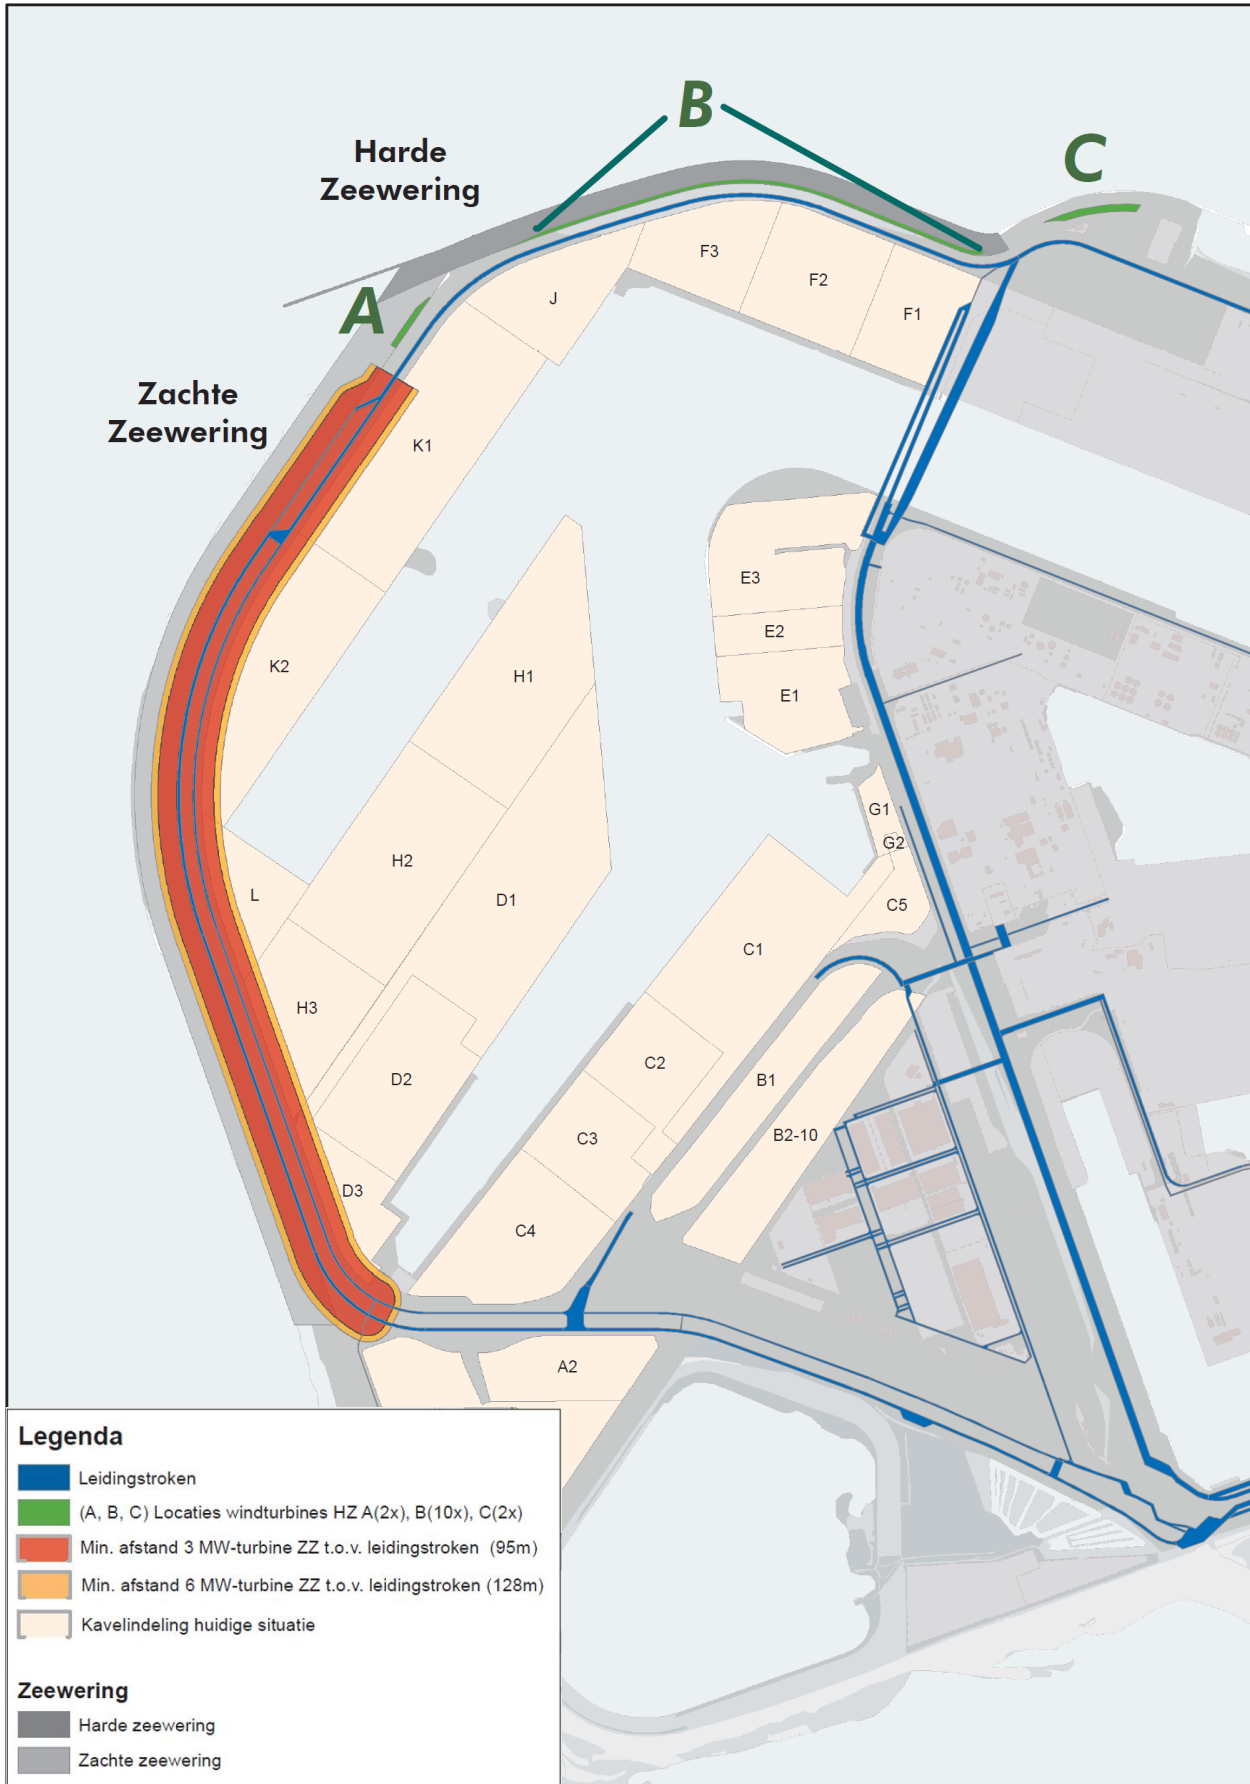 B
C
Harde
Zeewering
A
Zachte
Zeewering
F3
F2
F1
J
K1
E3
E2
E1
K2
H1
G1
G2
H2
L
D1
C5
C1
H3
C2
D2
B1
C3
B2-10
D3
C4
A2
Legenda
Leidingstroken
(A, B, C) Locaties windturbines HZ A(2x), B(10x), C(2x)
Min. afstand 3 MW-turbine ZZ t.o.v. leidingstroken (95m)
Min. afstand 6 MW-turbine ZZ t.o.v. leidingstroken (128m)
Kavelindeling huidige situatie
Zeewering
Harde zeewering
Zachte zeewering